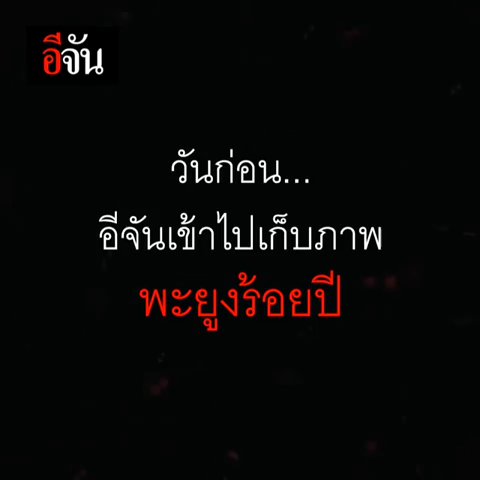 อีจัน
วันก่อน...
อีจันเข้าไปเก็บภาพ
พะยูงร้อยปี